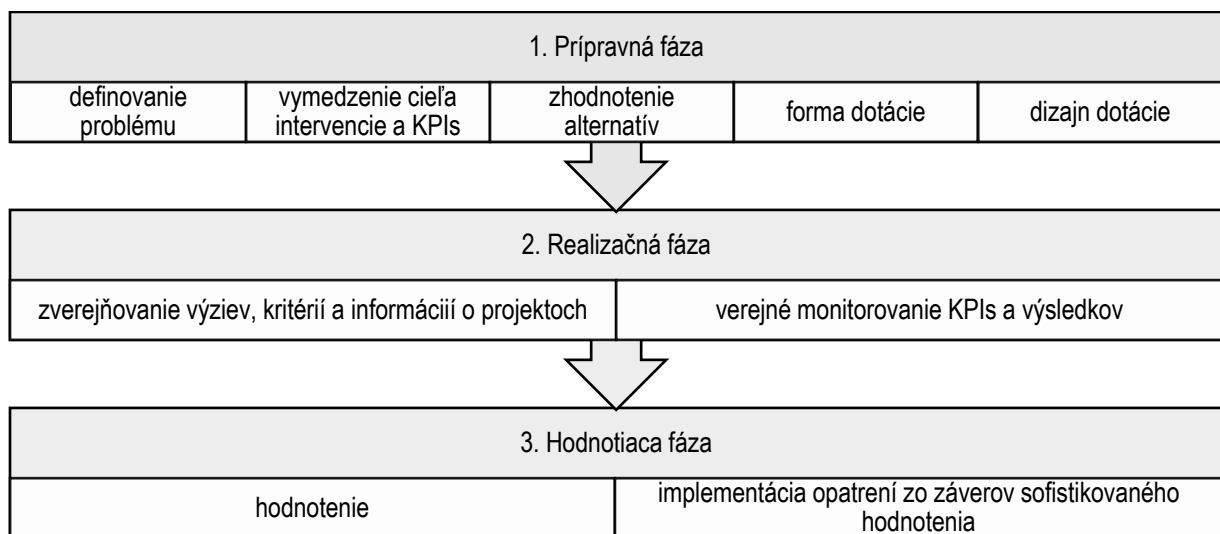 1. Prípravná fáza
definovanie
problému
vymedzenie cieľa
intervencie a KPIs
zhodnotenie
alternatív
forma dotácie
dizajn dotácie
2. Realizačná fáza
zverejňovanie výziev, kritérií a informáciií o projektoch
verejné monitorovanie KPIs a výsledkov
3. Hodnotiaca fáza
hodnotenie
implementácia opatrení zo záverov sofistikovaného
hodnotenia